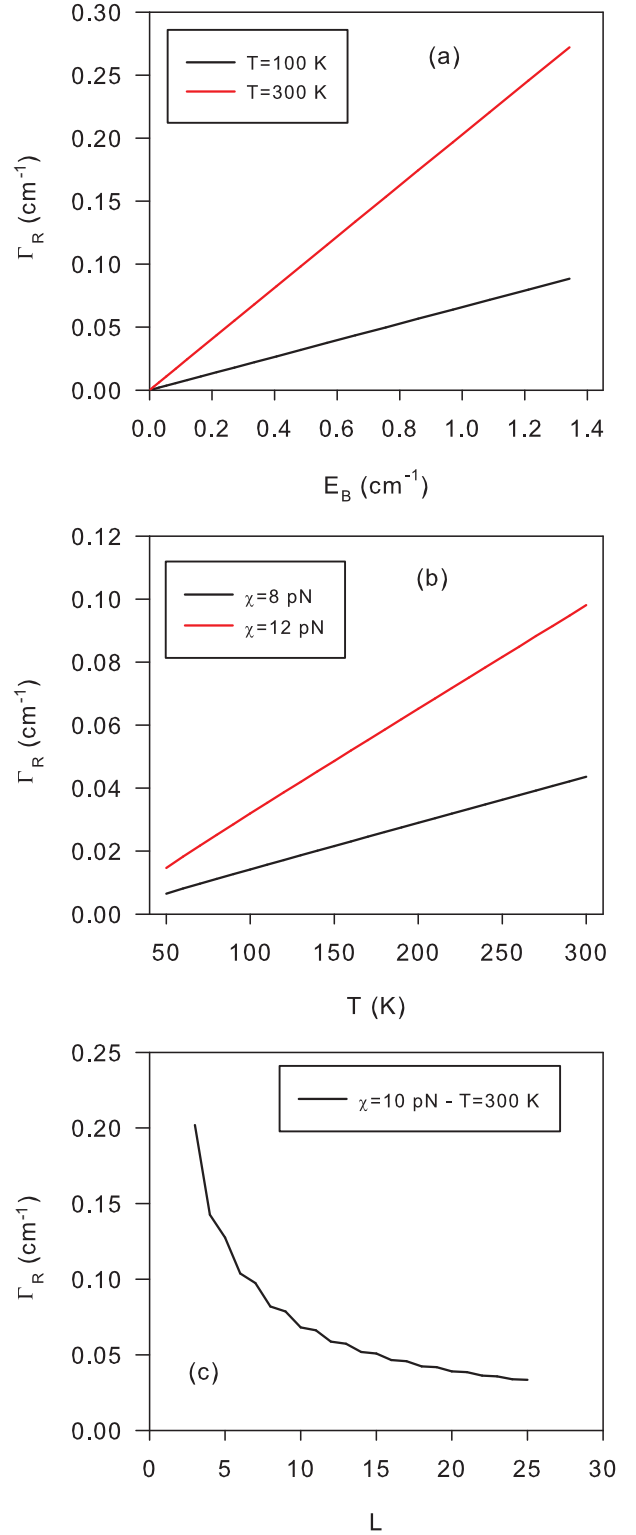 0.30
0.25
0.20
0.15
0.10
0.05
0.00
Γ_R (cm⁻¹)
T=100 K
T=300 K
(a)
0.0 0.2 0.4 0.6 0.8 1.0 1.2 1.4
E_B (cm⁻¹)
0.12
0.10
0.08
0.06
0.04
0.02
0.00
Γ_R (cm⁻¹)
χ=8 pN
χ=12 pN
(b)
50 100 150 200 250 300
T (K)
0.25
0.20
0.15
0.10
0.05
0.00
Γ_R (cm⁻¹)
χ=10 pN - T=300 K
(c)
0 5 10 15 20 25 30
L